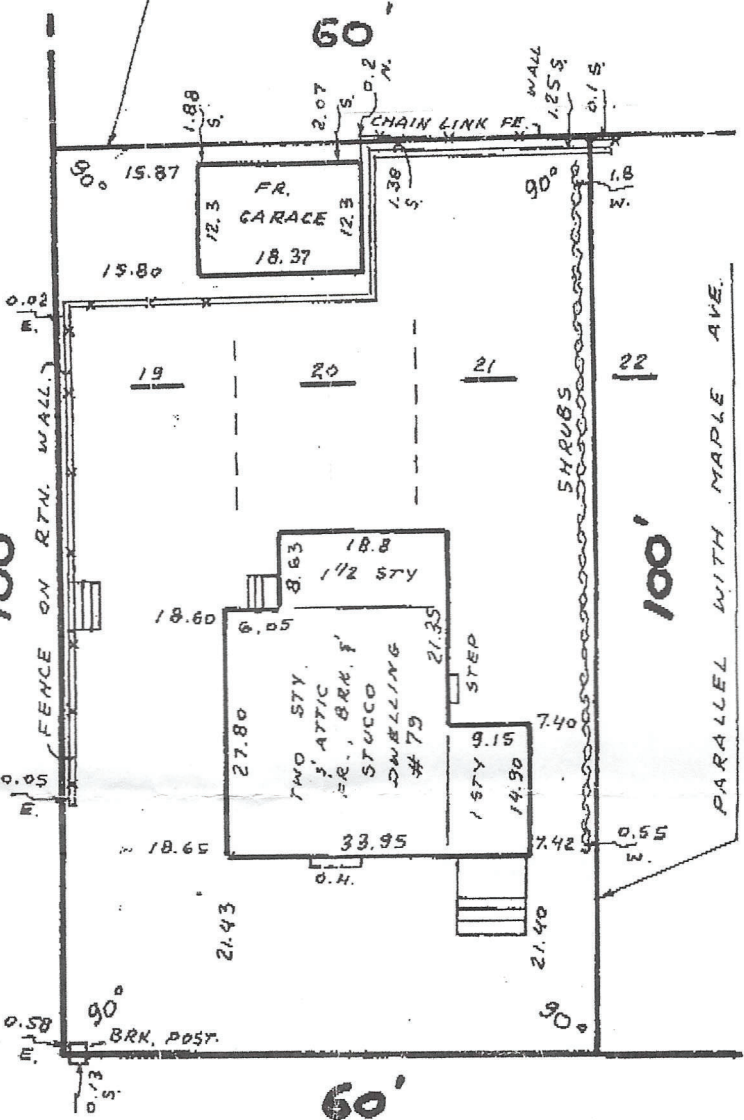 60'
1.88 S.
2.07 S.
0.2 N.
CHAIN LINK FE.
WALL
1.25 S.
0.1 S.
90°
15.87
FR.
GARAGE
12.3
12.3
18.37
1.38 S.
90°
1.8 W.
15.80
0.02 E.
19
20
21
22
FENCE ON RTN. WALL.
SHRUBS
PARALLEL WITH MAPLE AVE.
100'
18.8
8.63
1 1/2 STY
18.60
6.05
21.35
STEP
27.80
TWO STY.
&' ATTIC
FR., BRK. &'
STUCCO
DWELLING
#79
7.40
9.15
1 STY
14.90
0.05 E.
18.65
33.95
7.42
0.55 W.
O.H.
21.43
21.40
90°
90°
0.58 E.
BRK. POST.
0.13 S.
60'